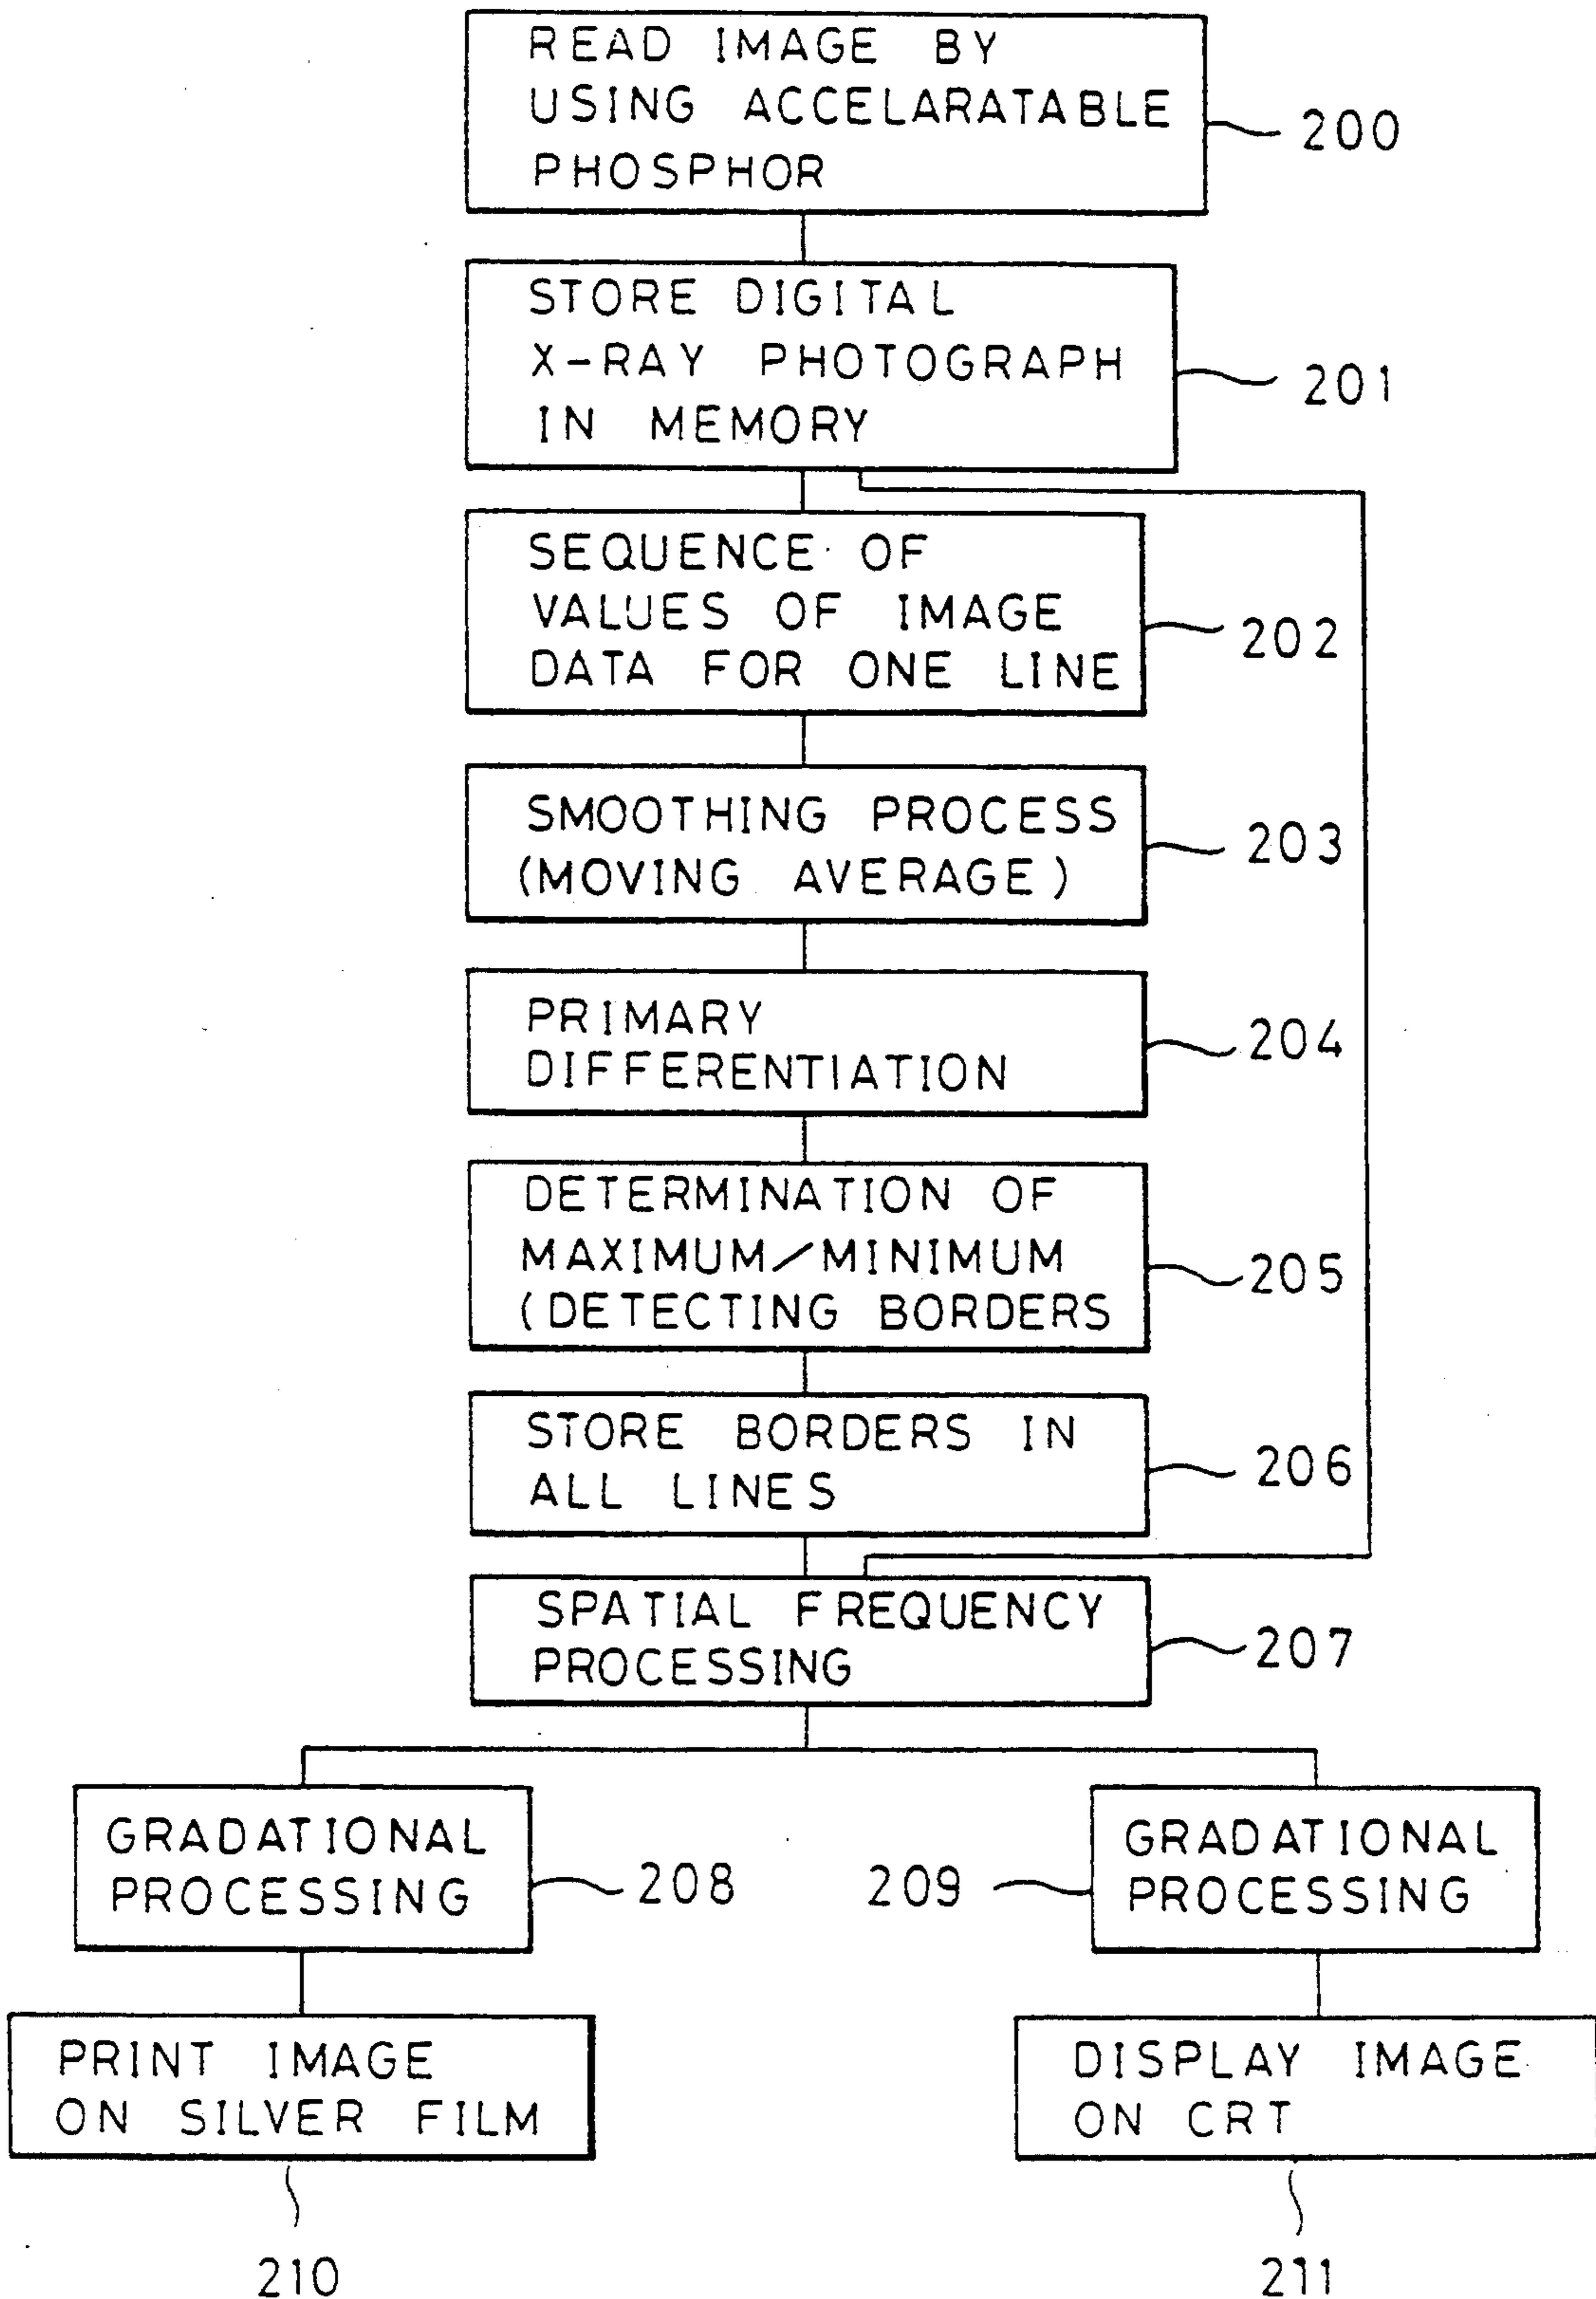 READ IMAGE BY
USING ACCELARATABLE
PHOSPHOR
200
STORE DIGITAL
X-RAY PHOTOGRAPH
IN MEMORY
201
SEQUENCE OF
VALUES OF IMAGE
DATA FOR ONE LINE
202
SMOOTHING PROCESS
(MOVING AVERAGE)
203
PRIMARY
DIFFERENTIATION
204
DETERMINATION OF
MAXIMUM/MINIMUM
(DETECTING BORDERS
205
STORE BORDERS IN
ALL LINES
206
SPATIAL FREQUENCY
PROCESSING
207
GRADATIONAL
PROCESSING
208
209
GRADATIONAL
PROCESSING
PRINT IMAGE
ON SILVER FILM
210
DISPLAY IMAGE
ON CRT
211